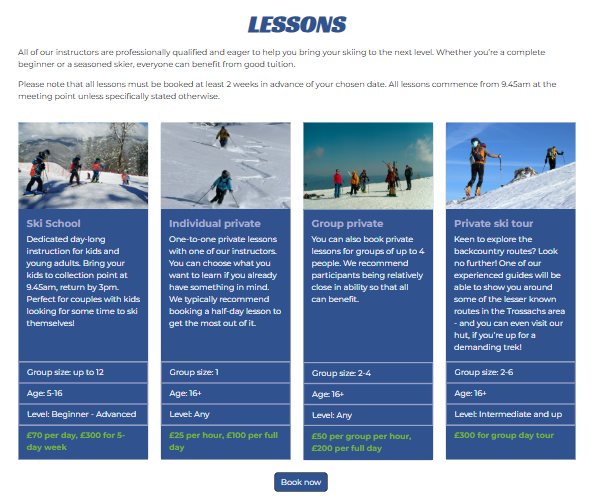 LESSONS
All of our instructors are professionally qualified and eager to help you bring your skiing to the next level. Whether you're a complete
beginner or a seasoned skier, everyone can benefit from good tuition.
Please note that all lessons must be booked at least 2 weeks in advance of your chosen date. All lessons commence from 9.45am at the
meeting point unless specifically stated otherwise.
Ski School
Dedicated day-long
instruction for kids and
young adults. Bring your
kids to collection point at
9.45am, return by 3pm.
Perfect for couples with kids
looking for some time to ski
themselves!
Group size: up to 12
Age: 5-16
Level: Beginner - Advanced
£70 per day, £300 for 5-
day week
Individual private
One-to-one private lessons
with one of our instructors.
You can choose what you
want to learn if you already
have something in mind.
We typically recommend
booking a half-day lesson to
get the most out of it.
Group size: 1
Age: 16+
Level: Any
£25 per hour, £100 per full
day
Group private
You can also book private
lessons for groups of up to 4
people. We recommend
participants being relatively
close in ability so that all
can benefit.
Group size: 2-4
Age: 16+
Level: Any
£50 per group per hour,
£200 per full day
Private ski tour
Keen to explore the
backcountry routes? Look
no further! One of our
experienced guides will be
able to show you around
some of the lesser known
routes in the Trossachs area
- and you can even visit our
hut, if you're up for a
demanding trek!
Group size: 2-6
Age: 16+
Level: Intermediate and up
£300 for group day tour
Book now